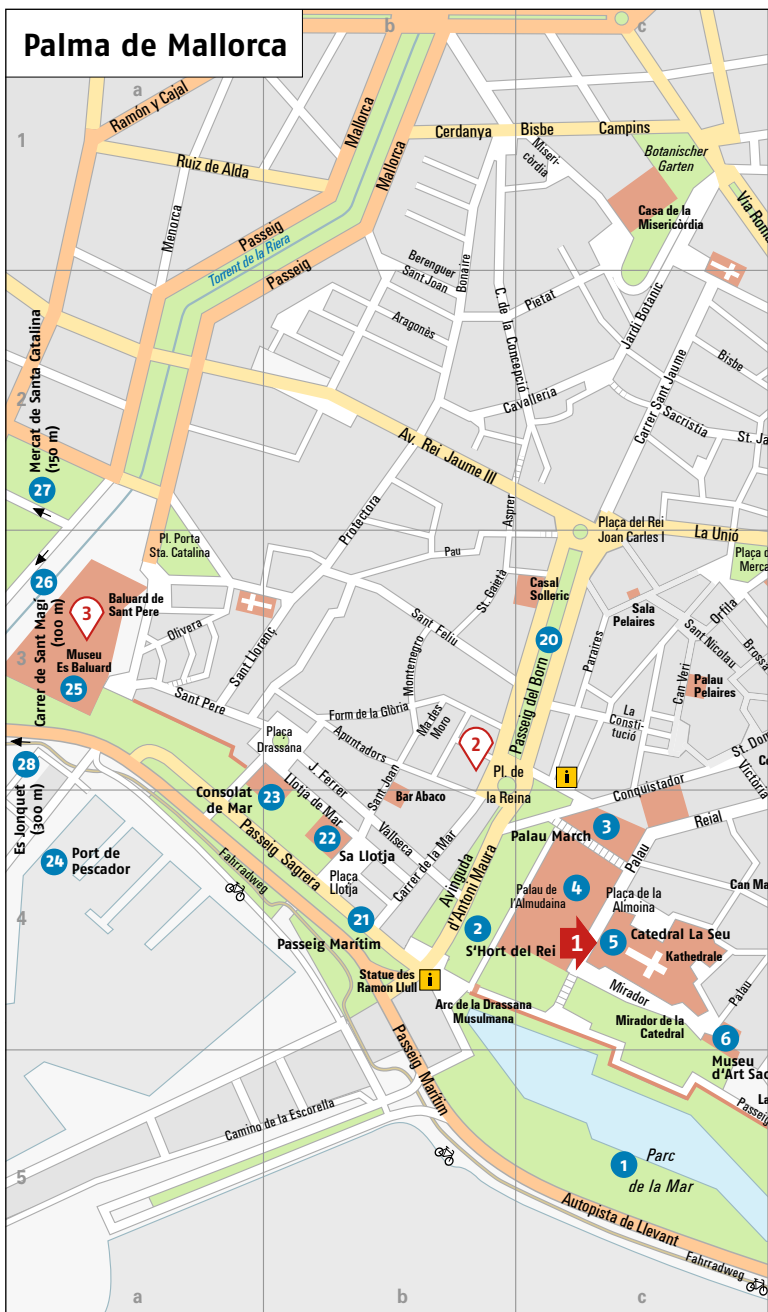 Palma de Mallorca
b
c
a
1
Ramón y Cajal
Mallorca
Mallorca
Cerdanya
Bisbe
Campins
Miseri-
còrdia
Botanischer
Garten
Ruiz de Alda
Menorca
Casa de la
Misericòrdia
Via Roma
Passeig
Torrent de la Riera
Passeig
Berenguer
Sant Joan
Bonaire
C. de la Concepció
Pietat
Aragonès
Jardí Botanic
Carrer Sant Jaume
Bisbe
2
Mercat de Santa Catalina
(150 m)
27
Cavalleria
Sacristia
St. Ja
Av. Rei Jaume III
Asprer
Protectora
Plaça del Rei
Joan Carles I
La Unió
Pl. Porta
Sta. Catalina
Pau
Plaça d
Merca
26
Carrer de Sant Magí
(100 m)
3
Baluard de
Sant Pere
St. Gaietà
Casal
Solleric
Sala
Pelaires
Orfila
Olivera
Sant Feliu
20
Sant Nicolau
Brossa
3
Museu
Es Baluard
25
Sant Llorenç
Montenegro
Paraires
Can Verí
Palau
Pelaires
Sant Pere
Form de la Glòria
Ma des
Moro
Passeig del Born
La
Consti-
tució
Plaça
Drassana
Apuntadors
2
St. Dom
28
Es Jonquet
(300 m)
J. Ferrer
Sant Joan
Pl. de
la Reina
i
Conquistador
Victòria
Consolat
de Mar
23
Llotja de Mar
Bar Abaco
3
Palau March
Reial
Palau
22
Sa Llotja
Vallseca
Carrer de la Mar
Avinguda
d'Antoni Maura
24
Port de
Pescador
Passeig Sagrera
Fahrradweg
Plaça
Llotja
Palau de
l'Almudaina
4
Plaça de la
Almoina
Can Ma
4
21
Passeig Marítim
2
S'Hort del Rei
1
5
Catedral La Seu
Kathedrale
Statue des
Ramon Llull
i
Arc de la Drassana
Musulmana
Mirador
Palau
Mirador de la
Catedral
6
Museu
d'Art Sac
Passeig Marítim
La
Passeig
Camino de la Escorella
5
1
Parc
de la Mar
Autopista de Llevant
Fahrradweg
a
b
c